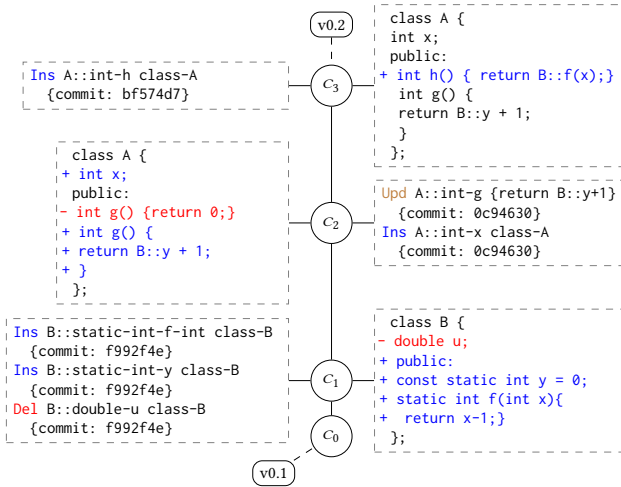 v0.2
Ins A::int-h class-A
{commit: bf574d7}
C3
class A {
int x;
public:
+ int h() { return B::f(x);}
int g() {
return B::y + 1;
}
};
class A {
+ int x;
public:
- int g() {return 0;}
+ int g() {
+ return B::y + 1;
+ }
};
C2
Upd A::int-g {return B::y+1}
{commit: 0c94630}
Ins A::int-x class-A
{commit: 0c94630}
Ins B::static-int-f-int class-B
{commit: f992f4e}
Ins B::static-int-y class-B
{commit: f992f4e}
Del B::double-u class-B
{commit: f992f4e}
C1
class B {
- double u;
+ public:
+ const static int y = 0;
+ static int f(int x){
+ return x-1;}
};
C0
v0.1